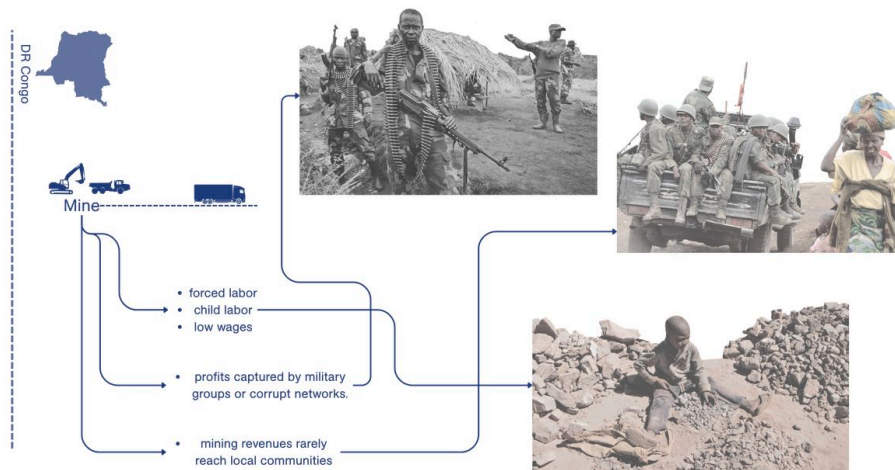 DR Congo
Mine
• forced labor
• child labor
• low wages
• profits captured by military
groups or corrupt networks.
• mining revenues rarely
reach local communities